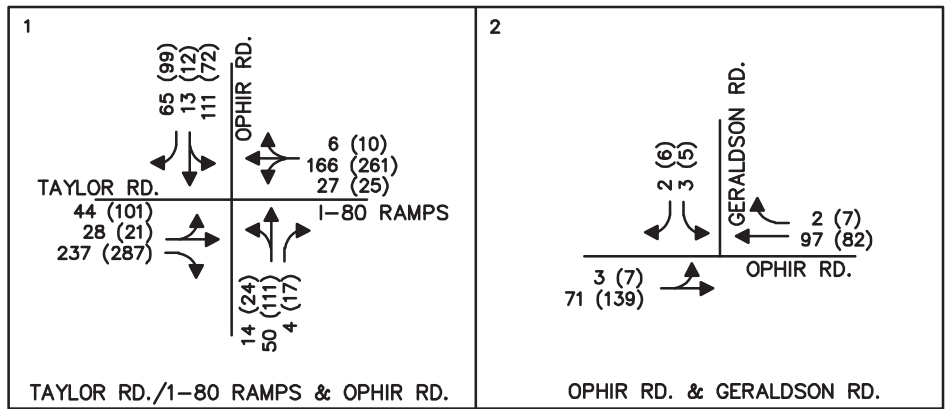 1
65 (99)
13 (12)
111 (72)
OPHIR RD.
6 (10)
166 (261)
27 (25)
TAYLOR RD.
I-80 RAMPS
44 (101)
28 (21)
237 (287)
14 (24)
50 (111)
4 (17)
TAYLOR RD./I-80 RAMPS & OPHIR RD.
2
2 (6)
3 (5)
GERALDSON RD.
2 (7)
97 (82)
OPHIR RD.
3 (7)
71 (139)
OPHIR RD. & GERALDSON RD.